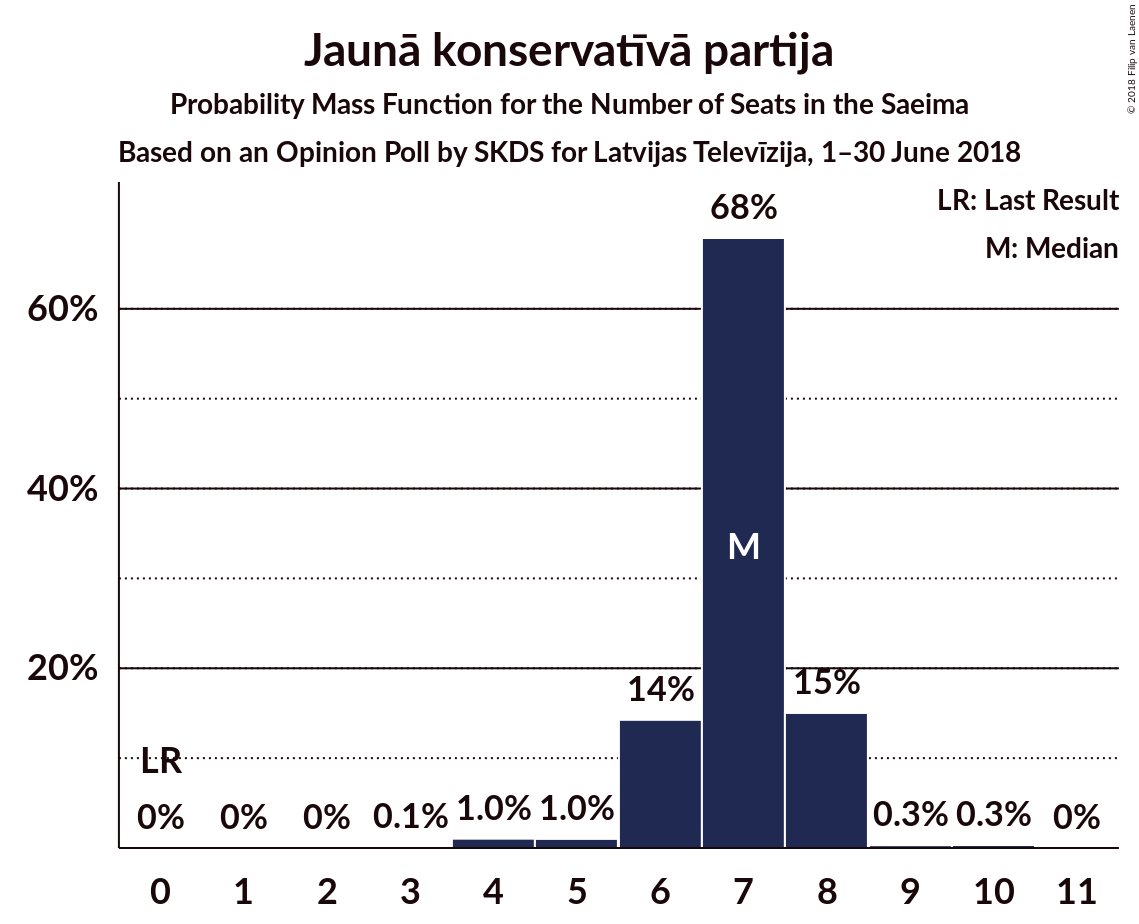 Jaunā konservatīvā partija
Probability Mass Function for the Number of Seats in the Saeima
Based on an Opinion Poll by SKDS for Latvijas Televīzija, 1–30 June 2018
© 2018 Filip van Laenen
LR: Last Result
M: Median
68%
60%
40%
M
20%
14%
15%
LR
0%
0%
0%
0.1%
1.0%
1.0%
0.3%
0.3%
0%
0 1 2 3 4 5 6 7 8 9 10 11